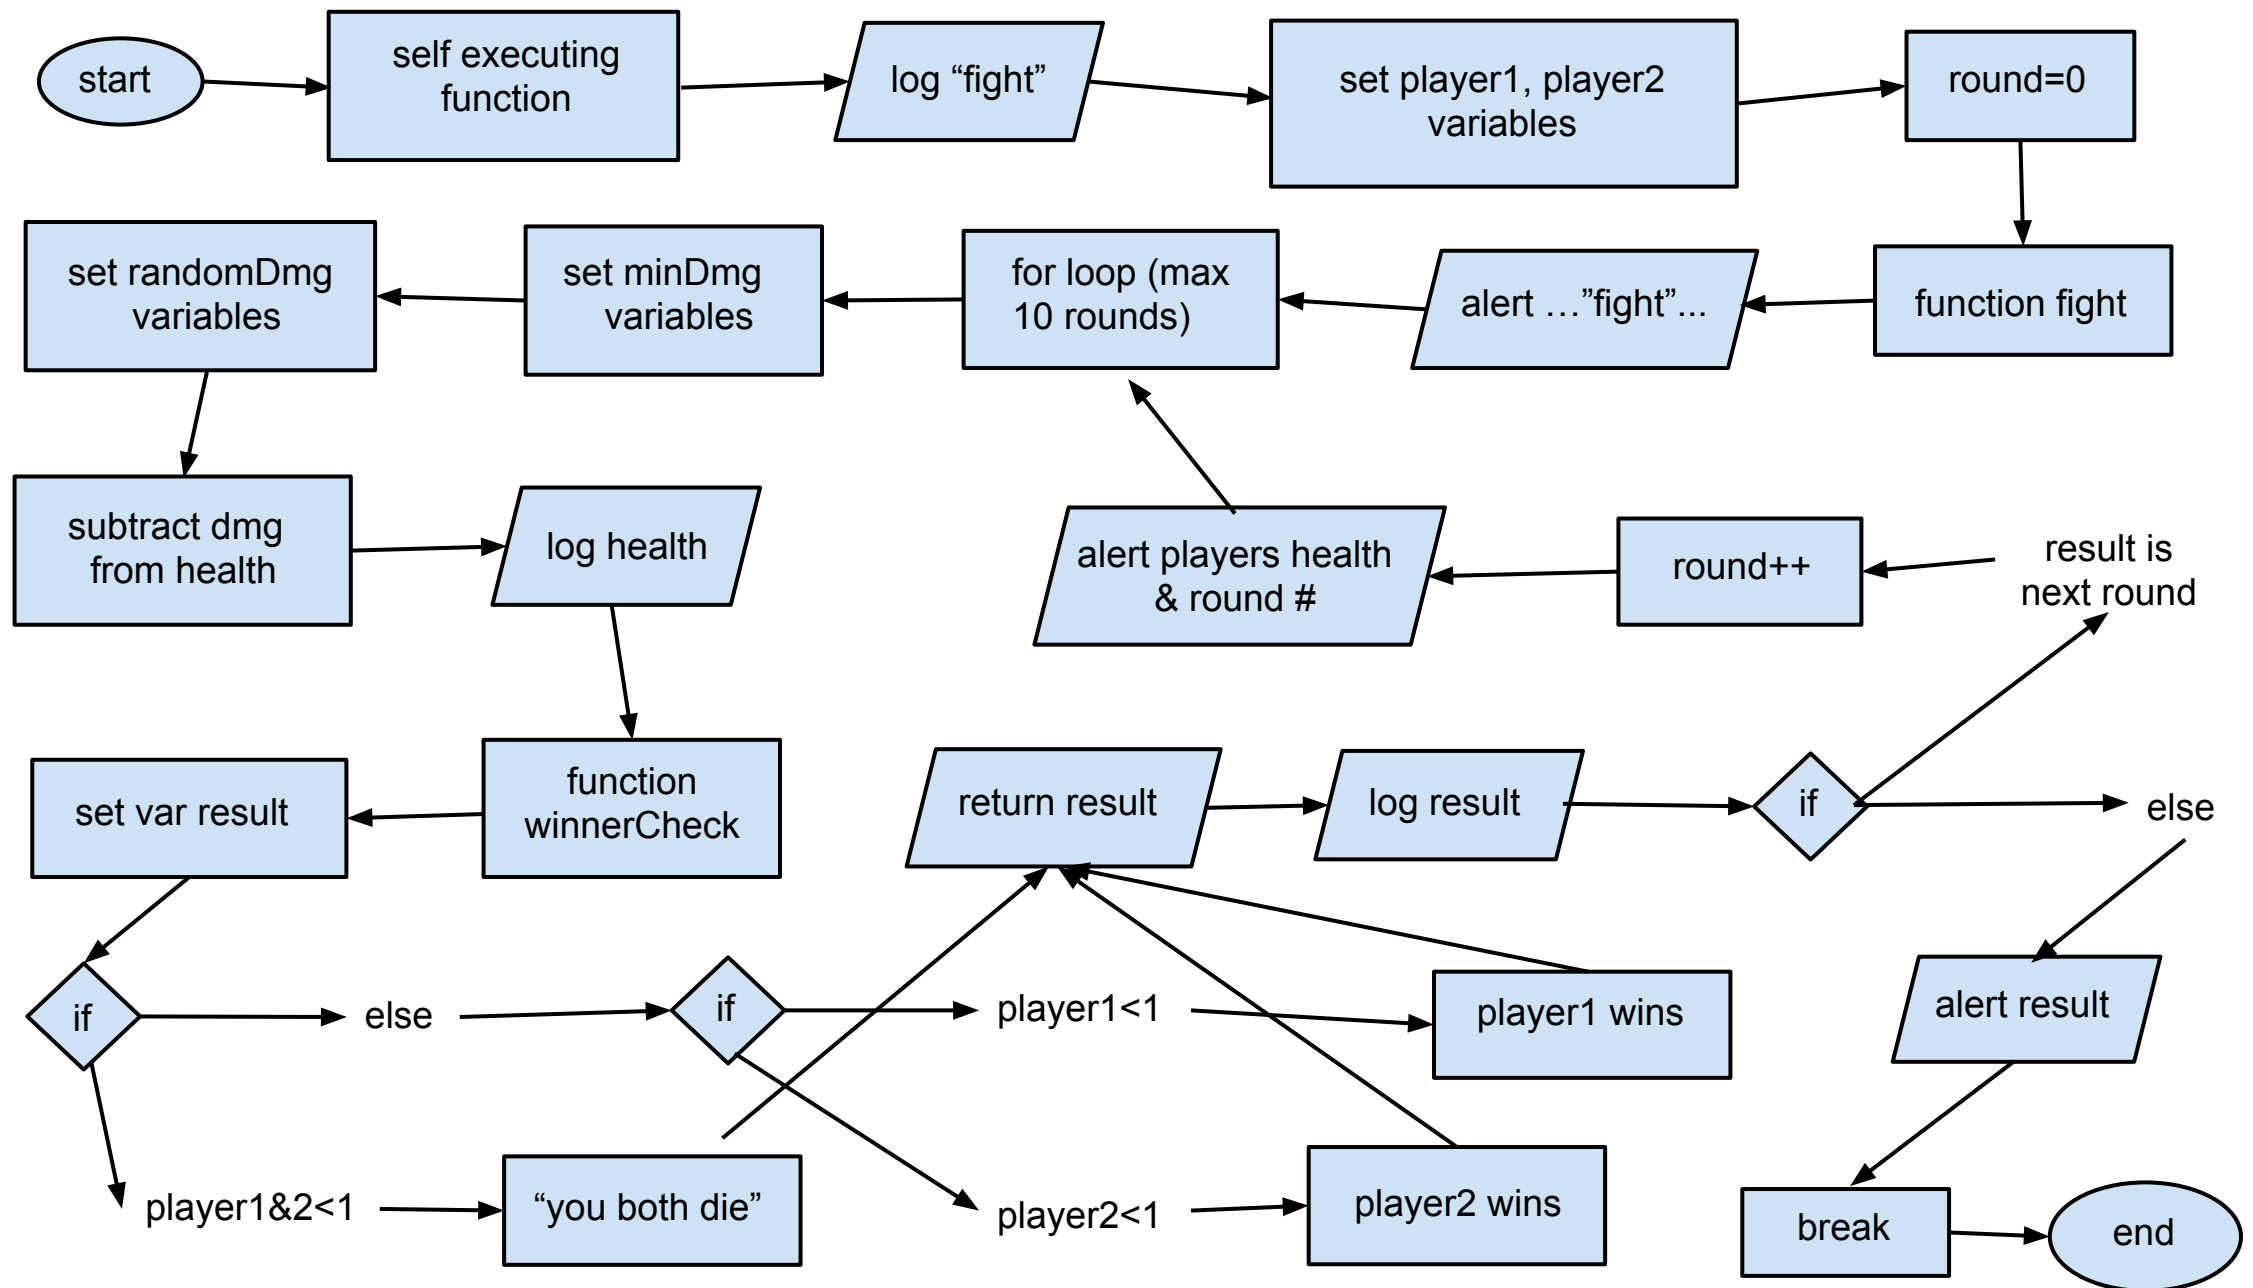 start
self executing
function
log “fight”
set player1, player2
variables
round=0
set randomDmg
variables
set minDmg
variables
for loop (max
10 rounds)
alert …”fight”...
function fight
subtract dmg
from health
log health
alert players health
& round #
round++
result is
next round
set var result
function
winnerCheck
return result
log result
if
else
if
else
if
player1<1
player1 wins
alert result
player1&2<1
“you both die”
player2<1
player2 wins
break
end